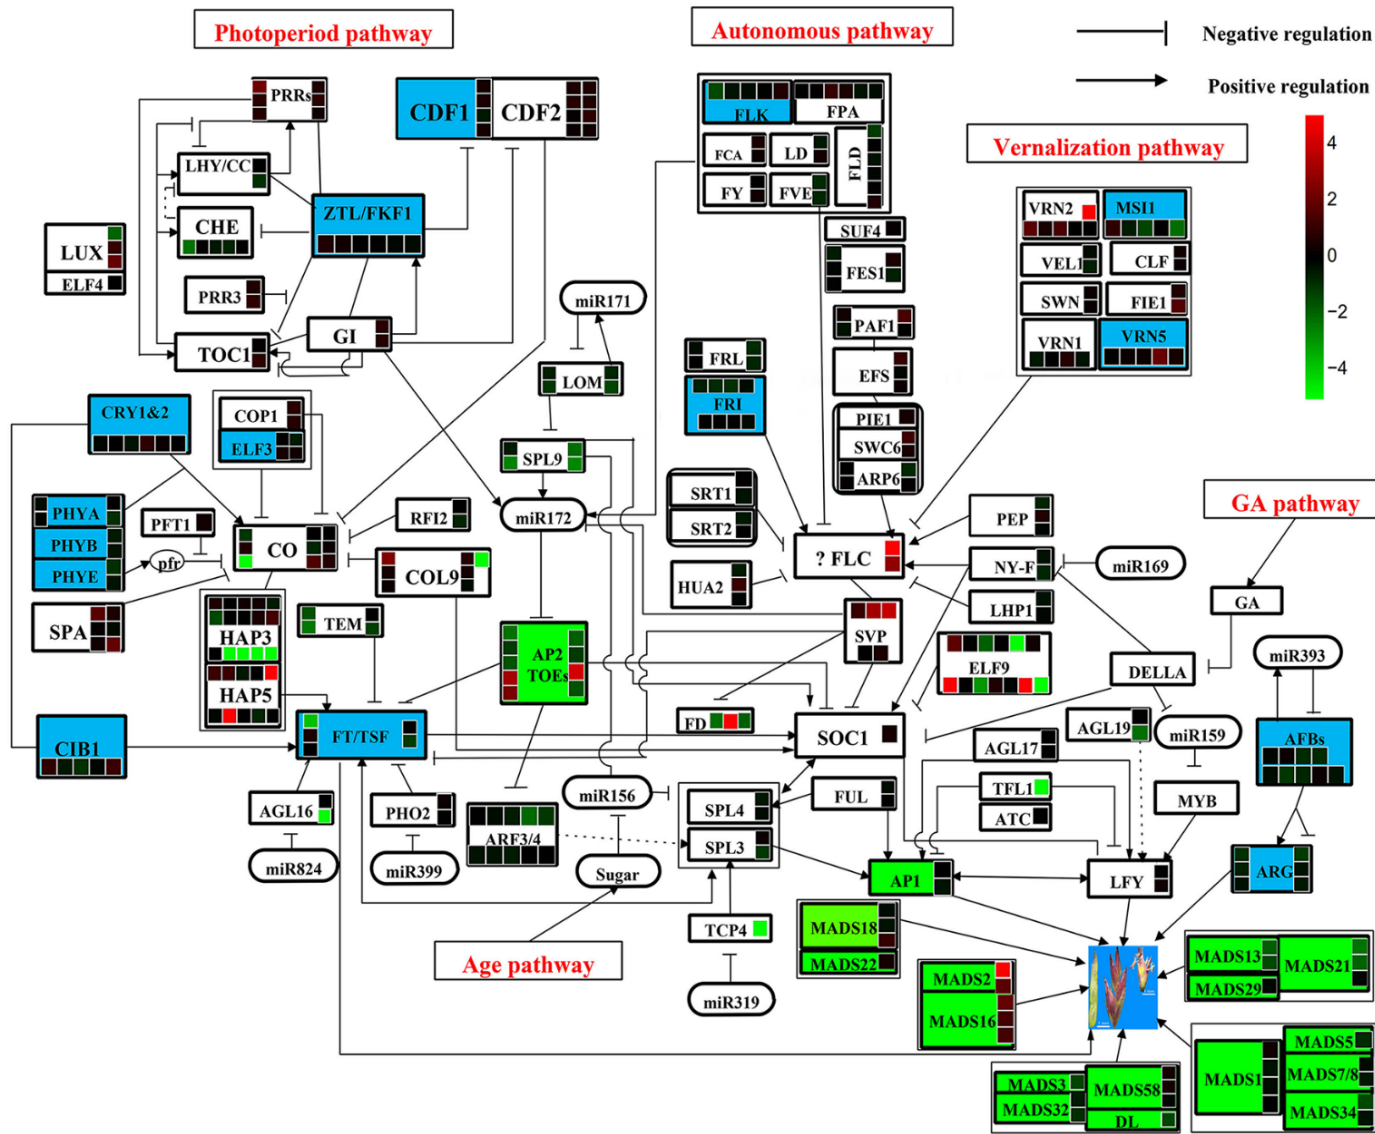 Photoperiod pathway
Autonomous pathway
Negative regulation
Positive regulation
Vernalization pathway
4
2
0
−2
−4
PRRs
CDF1
CDF2
FLK
FPA
LHY/CC
FCA
LD
FLD
FY
FVE
ZTL/FKF1
CHE
LUX
ELF4
SUF4
FES1
VRN2
MSI1
VEL1
CLF
SWN
FIE1
VRN1
VRN5
PRR3
miR171
TOC1
GI
PAF1
FRL
EFS
LOM
FRI
CRY1&2
COP1
ELF3
PIE1
SWC6
ARP6
SPL9
SRT1
SRT2
GA pathway
PHYA
PHYB
PHYE
PFT1
pfr
RFI2
miR172
PEP
CO
? FLC
NY-F
miR169
COL9
HUA2
LHP1
GA
SPA
HAP3
HAP5
TEM
SVP
AP2
TOEs
ELF9
DELLA
miR393
CIB1
FT/TSF
FD
SOC1
AGL19
AGL17
miR159
AFBs
AGL16
PHO2
miR156
SPL4
FUL
TFL1
ATC
MYB
ARF3/4
SPL3
miR824
miR399
Sugar
AP1
LFY
ARG
TCP4
MADS18
MADS22
Age pathway
miR319
MADS2
MADS16
MADS13
MADS21
MADS29
MADS5
MADS1
MADS7/8
MADS34
MADS3
MADS58
MADS32
DL